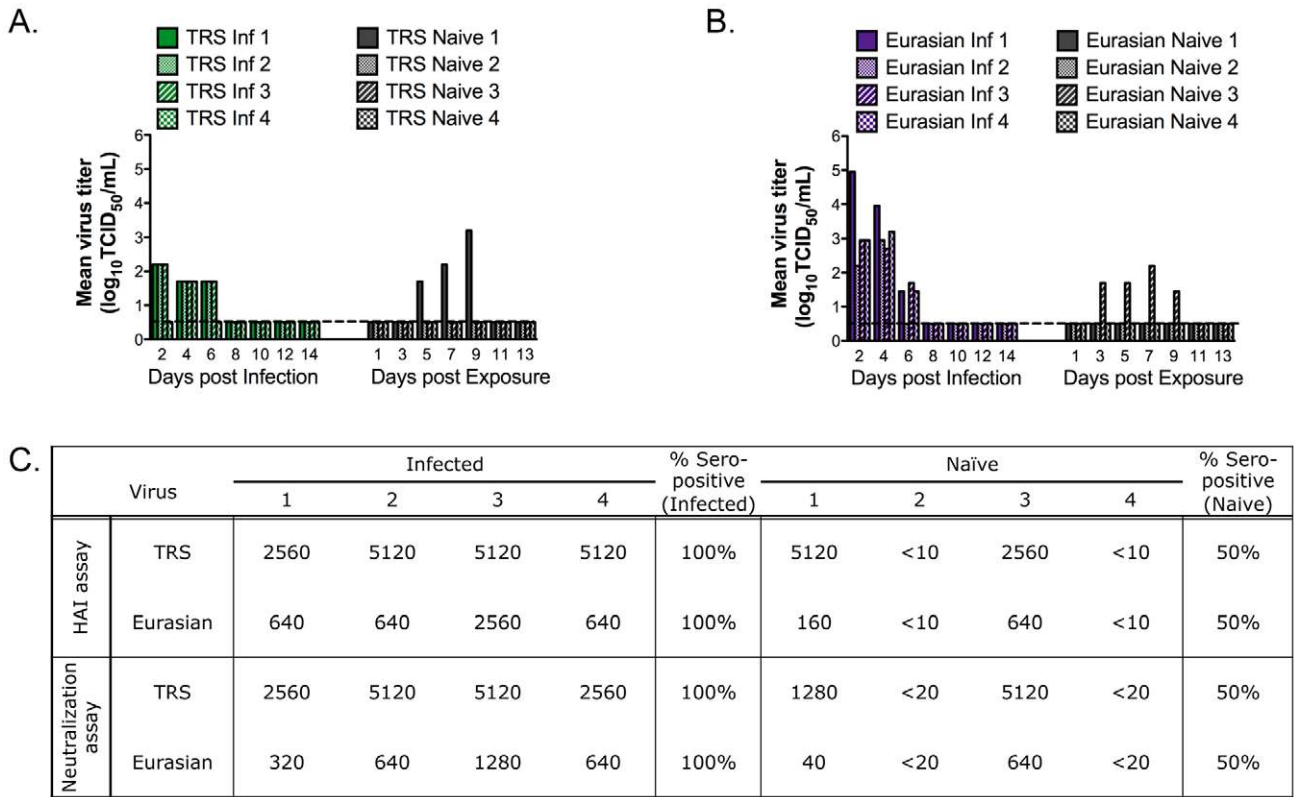 A.
TRS Inf 1
TRS Inf 2
TRS Inf 3
TRS Inf 4
TRS Naive 1
TRS Naive 2
TRS Naive 3
TRS Naive 4
Mean virus titer
(log10TCID50/mL)
6
5
4
3
2
1
0
2 4 6 8 10 12 14
Days post Infection
1 3 5 7 9 11 13
Days post Exposure
B.
Eurasian Inf 1
Eurasian Inf 2
Eurasian Inf 3
Eurasian Inf 4
Eurasian Naive 1
Eurasian Naive 2
Eurasian Naive 3
Eurasian Naive 4
Mean virus titer
(log10TCID50/mL)
6
5
4
3
2
1
0
2 4 6 8 10 12 14
Days post Infection
1 3 5 7 9 11 13
Days post Exposure
C.
Virus
Infected
1 2 3 4
% Sero-
positive
(Infected)
Naïve
1 2 3 4
% Sero-
positive
(Naive)
HAI assay
TRS 2560 5120 5120 5120 100% 5120 <10 2560 <10 50%
Eurasian 640 640 2560 640 100% 160 <10 640 <10 50%
Neutralization
assay
TRS 2560 5120 5120 2560 100% 1280 <20 5120 <20 50%
Eurasian 320 640 1280 640 100% 40 <20 640 <20 50%